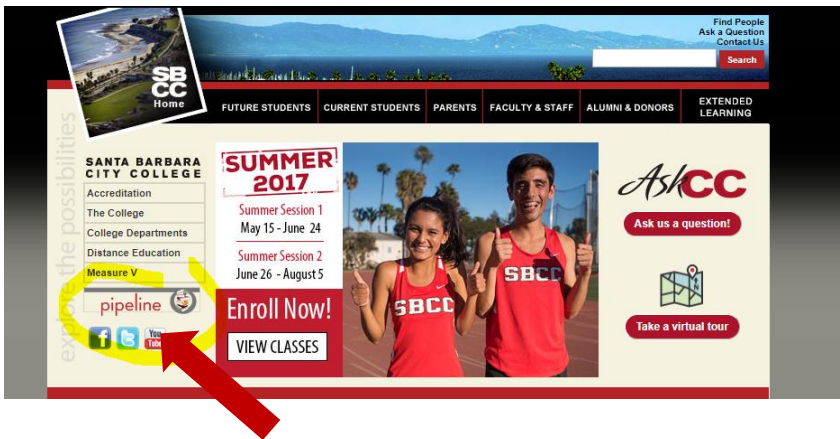 Find People
Ask a Question
Contact Us
Search
SB
CC
Home
FUTURE STUDENTS CURRENT STUDENTS PARENTS FACULTY & STAFF ALUMNI & DONORS EXTENDED LEARNING
explore the possibilities
SANTA BARBARA
CITY COLLEGE
Accreditation
The College
College Departments
Distance Education
Measure V
pipeline
f
You
Tube
SUMMER
2017
Summer Session 1
May 15 - June 24
Summer Session 2
June 26 - August 5
Enroll Now!
VIEW CLASSES
SBCC
SBCC
AskCC
Ask us a question!
Take a virtual tour